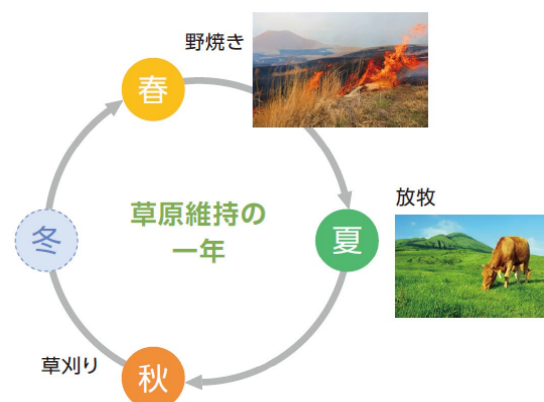 野焼き
春
草原維持の
一年
放牧
夏
冬
草刈り
秋